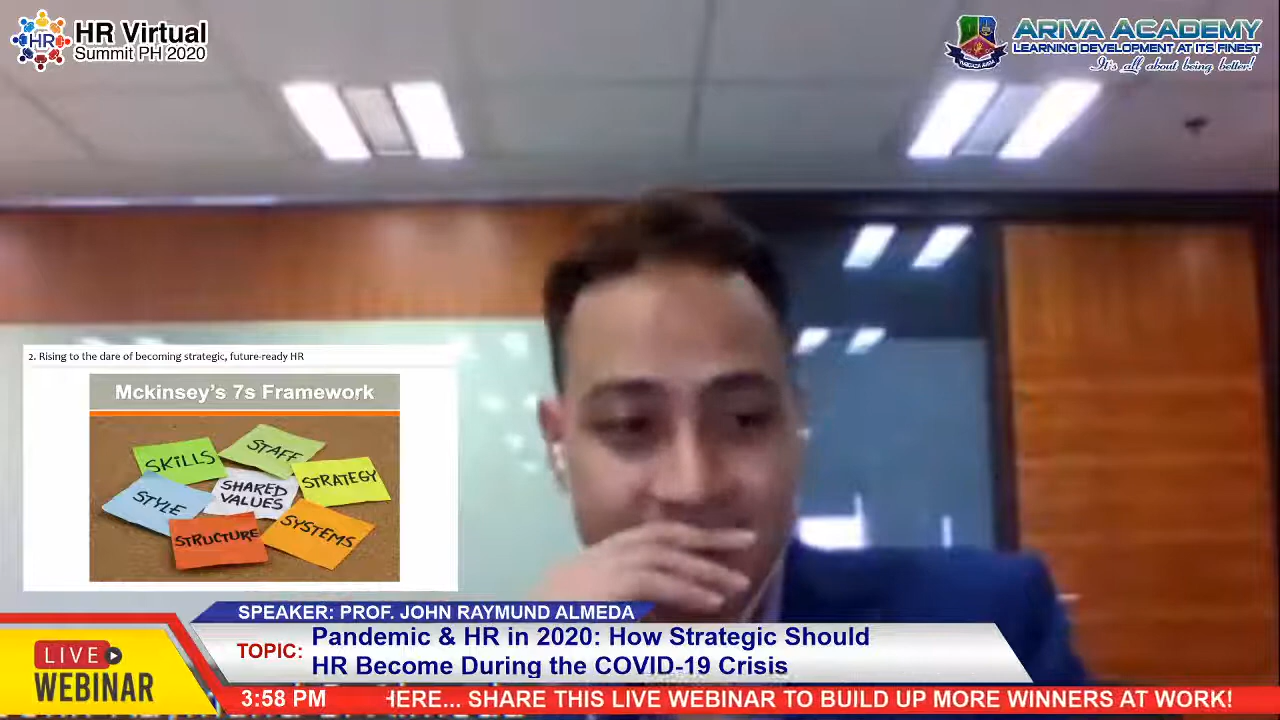 HR
HR Virtual
Summit PH 2020
ARIVA ACADEMY
LEARNING DEVELOPMENT AT ITS FINEST
It's all about being better!
2. Rising to the dare of becoming strategic, future-ready HR
Mckinsey's 7s Framework
SKILLS
STAFF
STRATEGY
STYLE
SHARED
VALUES
STRUCTURE
SYSTEMS
SPEAKER: PROF. JOHN RAYMUND ALMEDA
TOPIC: Pandemic & HR in 2020: How Strategic Should
HR Become During the COVID-19 Crisis
LIVE
WEBINAR
3:58 PM
HERE... SHARE THIS LIVE WEBINAR TO BUILD UP MORE WINNERS AT WORK!